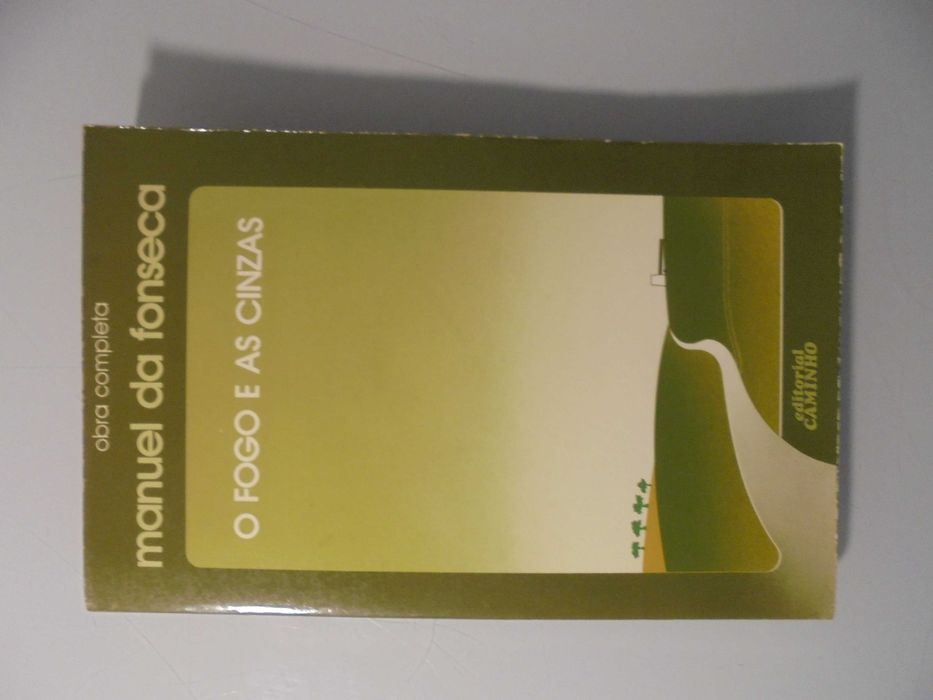 obra completa
manuel da fonseca
O FOGO E AS CINZAS
editorial
CAMINHO